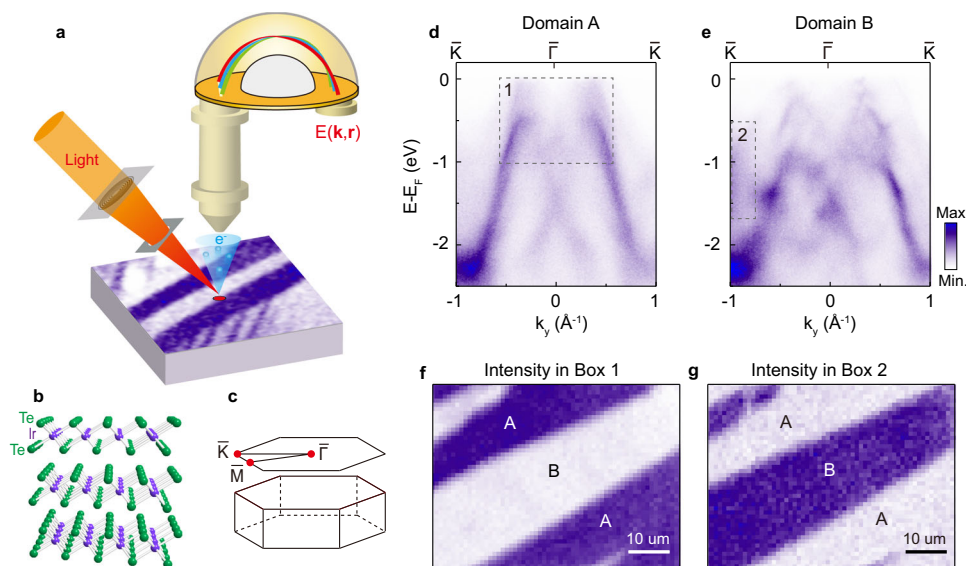 a
E(k,r)
Light
e-
b
Te
Ir
Te
c
K̅
Γ̅
M̅
d
Domain A
K̅
Γ̅
K̅
0
-1
-2
E-E_F (eV)
1
-1
0
1
k_y (Å⁻¹)
e
Domain B
K̅
Γ̅
K̅
0
-1
-2
2
-1
0
1
k_y (Å⁻¹)
Max
Min.
f
Intensity in Box 1
A
B
A
10 um
g
Intensity in Box 2
A
B
A
10 um